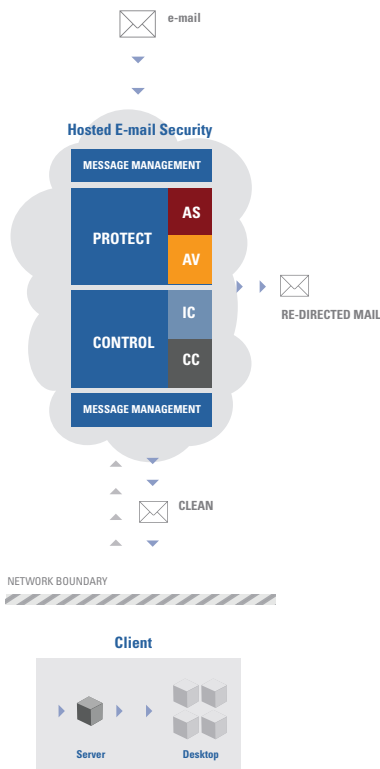 e-mail
Hosted E-mail Security
MESSAGE MANAGEMENT
PROTECT
AS
AV
RE-DIRECTED MAIL
CONTROL
IC
CC
MESSAGE MANAGEMENT
CLEAN
NETWORK BOUNDARY
Client
Server
Desktop